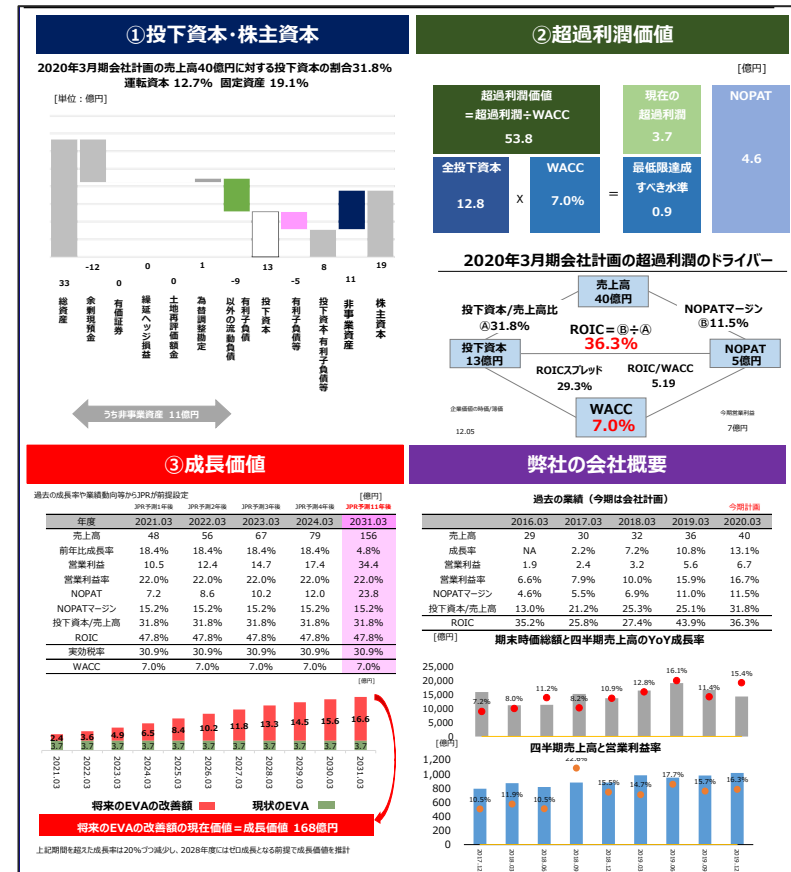 ①投下資本･株主資本
2020年3月期会社計画の売上高40億円に対する投下資本の割合31.8%
運転資本 12.7% 固定資産 19.1%
[単位：億円]
33
-12
0
0
0
1
-9
13
-5
8
11
19
総資産
余剰現預金
有価証券
繰延ヘッジ損益
土地再評価額金
為替調整勘定
有利子負債
以外の流動負債
投下資本
有利子負債等
投下資本-有利子負債等
非事業資産
株主資本
うち非事業資産 11億円
②超過利潤価値
[億円]
超過利潤価値
＝超過利潤÷WACC
53.8
現在の
超過利潤
3.7
NOPAT
4.6
全投下資本
12.8
X
WACC
7.0%
＝
最低限達成
すべき水準
0.9
2020年3月期会社計画の超過利潤のドライバー
売上高
40億円
投下資本/売上高比
Ⓐ31.8%
NOPATマージン
Ⓑ11.5%
ROIC＝Ⓑ÷Ⓐ
36.3%
投下資本
13億円
NOPAT
5億円
ROICスプレッド
29.3%
ROIC/WACC
5.19
企業価値の時価/簿価
12.05
WACC
7.0%
今期営業利益
7億円
③成長価値
過去の成長率や業績動向等からJPRが前提設定
[億円]
JPR予測1年後 JPR予測2年後 JPR予測3年後 JPR予測4年後 JPR予測11年後
年度 2021.03 2022.03 2023.03 2024.03 2031.03
売上高 48 56 67 79 156
前年比成長率 18.4% 18.4% 18.4% 18.4% 4.8%
営業利益 10.5 12.4 14.7 17.4 34.4
営業利益率 22.0% 22.0% 22.0% 22.0% 22.0%
NOPAT 7.2 8.6 10.2 12.0 23.8
NOPATマージン 15.2% 15.2% 15.2% 15.2% 15.2%
投下資本/売上高 31.8% 31.8% 31.8% 31.8% 31.8%
ROIC 47.8% 47.8% 47.8% 47.8% 47.8%
実効税率 30.9% 30.9% 30.9% 30.9% 30.9%
WACC 7.0% 7.0% 7.0% 7.0% 7.0%
[億円]
2.4 3.6 4.9 6.5 8.4 10.2 11.8 13.3 14.5 15.6 16.6
3.7 3.7 3.7 3.7 3.7 3.7 3.7 3.7 3.7 3.7 3.7
2021.03 2022.03 2023.03 2024.03 2025.03 2026.03 2027.03 2028.03 2029.03 2030.03 2031.03
将来のEVAの改善額 現状のEVA
将来のEVAの改善額の現在価値＝成長価値 168億円
上記期間を超えた成長率は20%づつ減少し、2028年度にはゼロ成長となる前提で成長価値を推計
弊社の会社概要
過去の業績（今期は会社計画）
今期計画
2016.03 2017.03 2018.03 2019.03 2020.03
売上高 29 30 32 36 40
成長率 NA 2.2% 7.2% 10.8% 13.1%
営業利益 1.9 2.4 3.2 5.6 6.7
営業利益率 6.6% 7.9% 10.0% 15.9% 16.7%
NOPATマージン 4.6% 5.5% 6.9% 11.0% 11.5%
投下資本/売上高 13.0% 21.2% 25.3% 25.1% 31.8%
ROIC 35.2% 25.8% 27.4% 43.9% 36.3%
[億円]
期末時価総額と四半期売上高のYoY成長率
25,000
20,000
15,000
10,000
5,000
0
7.2% 8.0% 11.2% 8.2% 10.9% 12.8% 16.1% 11.4% 15.4%
[億円]
四半期売上高と営業利益率
1,200
1,000
800
600
400
200
0
10.5% 11.9% 10.5% 22.8% 15.5% 14.7% 17.7% 15.7% 16.3%
2017.12 2018.03 2018.06 2018.09 2018.12 2019.03 2019.06 2019.09 2019.12